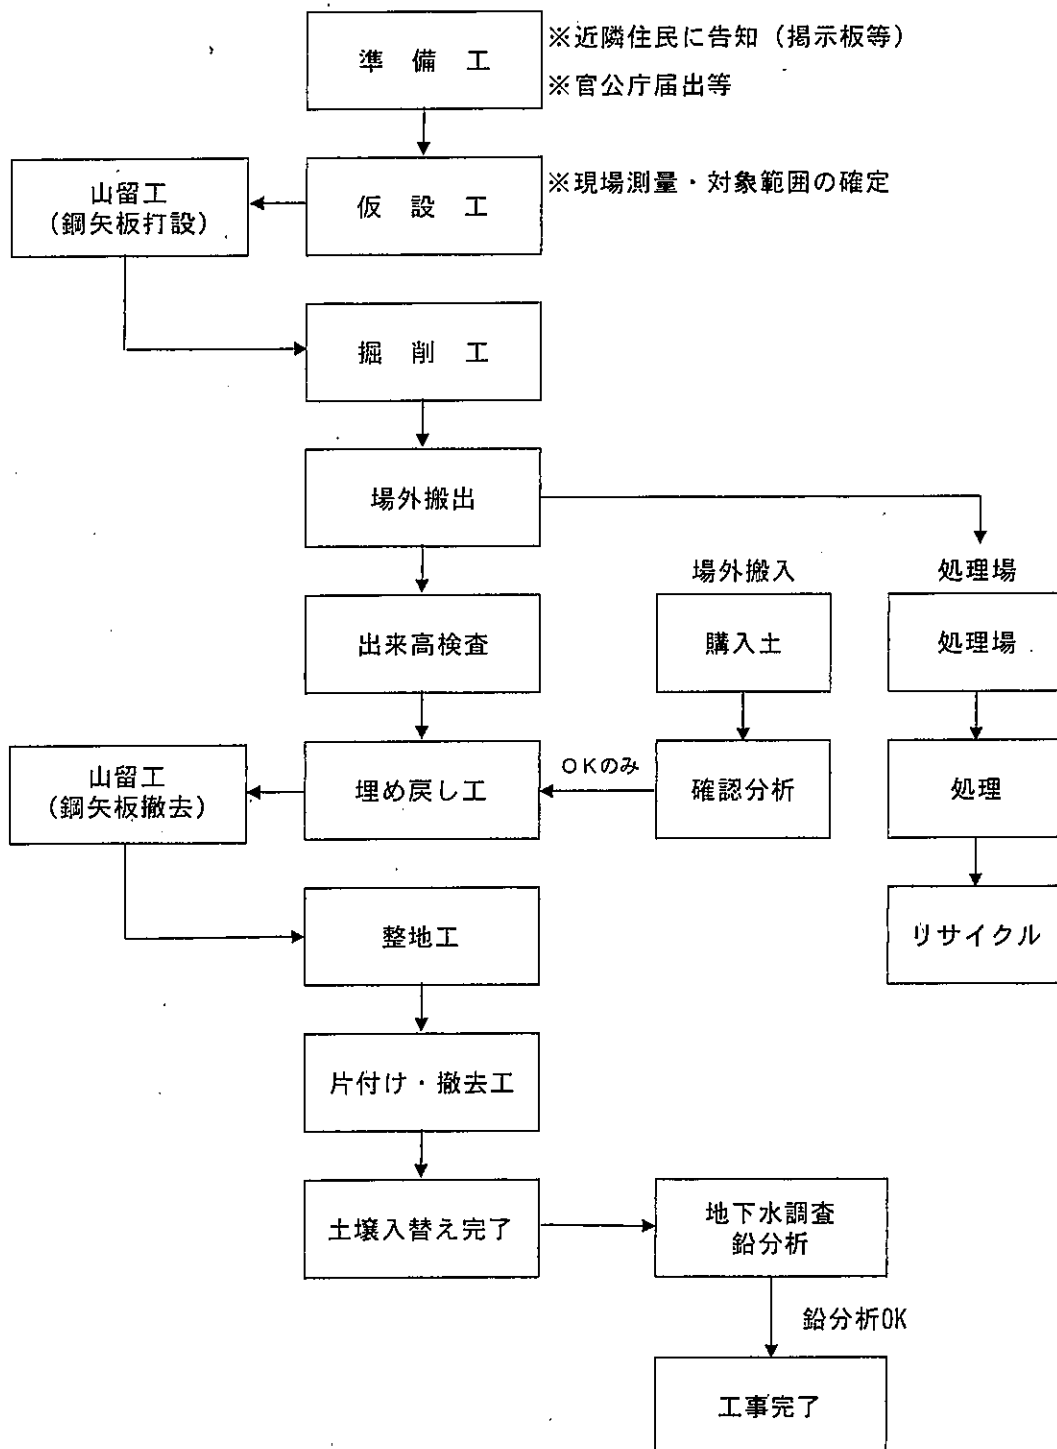 準備工
※近隣住民に告知（掲示板等）
※官公庁届出等
山留工
（鋼矢板打設）
仮設工
※現場測量・対象範囲の確定
掘削工
場外搬出
場外搬入
処理場
出来高検査
購入土
処理場
山留工
（鋼矢板撤去）
埋め戻し工
OKのみ
確認分析
処理
整地工
リサイクル
片付け・撤去工
土壌入替え完了
地下水調査
鉛分析
鉛分析OK
工事完了